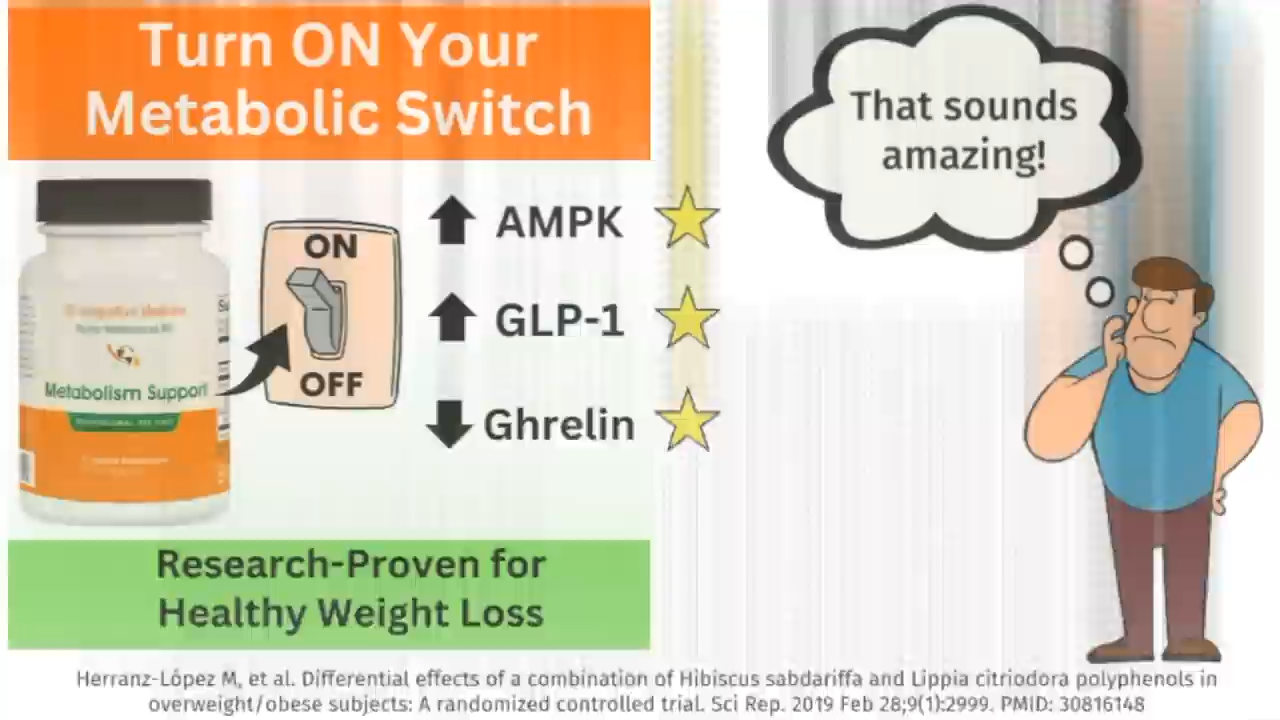 Turn ON Your
Metabolic Switch
That sounds
amazing!
ON
OFF
AMPK
GLP-1
Ghrelin
Metabolism Support
Research-Proven for
Healthy Weight Loss
Herranz-López M, et al. Differential effects of a combination of Hibiscus sabdariffa and Lippia citriodora polyphenols in
overweight/obese subjects: A randomized controlled trial. Sci Rep. 2019 Feb 28;9(1):2999. PMID: 30816148